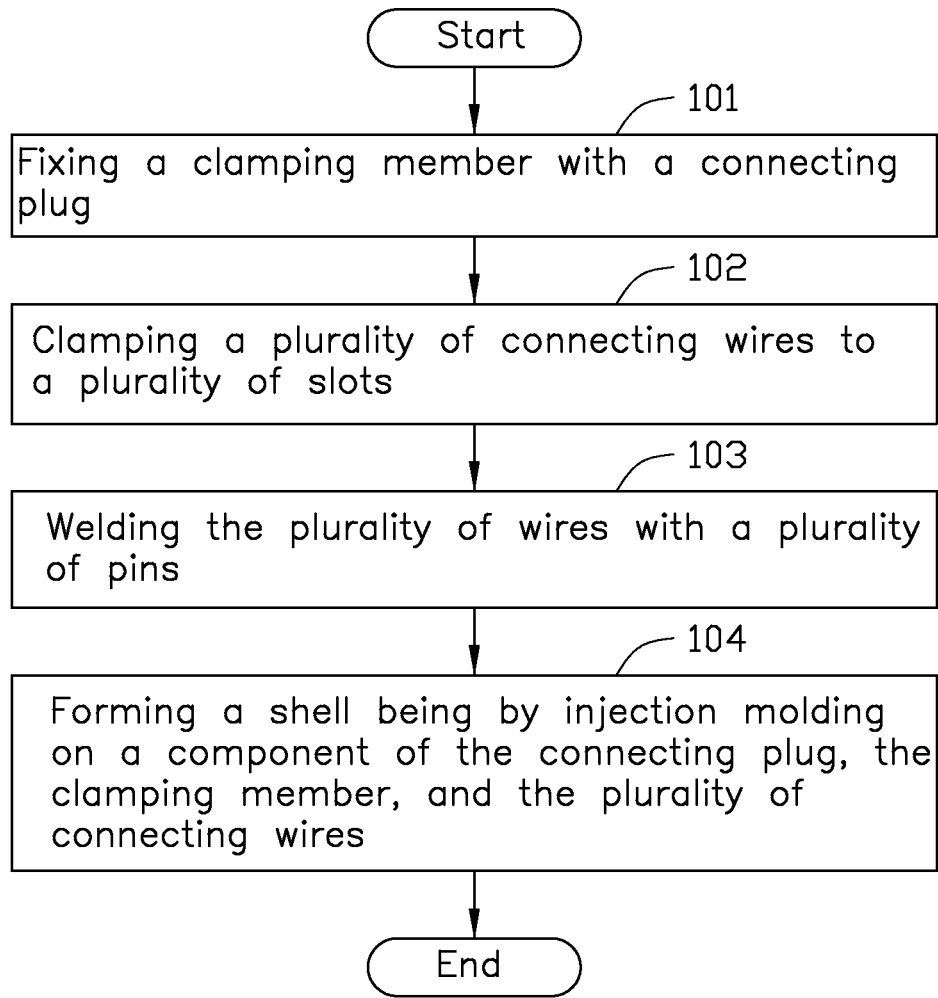 Start
101
Fixing a clamping member with a connecting
plug
102
Clamping a plurality of connecting wires to
a plurality of slots
103
Welding the plurality of wires with a plurality
of pins
104
Forming a shell being by injection molding
on a component of the connecting plug, the
clamping member, and the plurality of
connecting wires
End